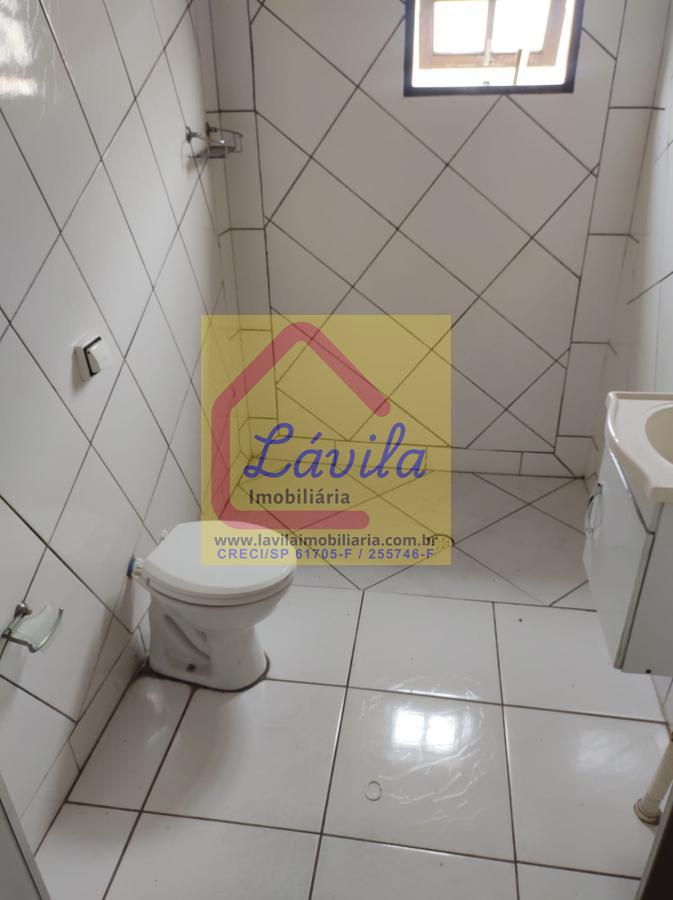 Lávila
Imobiliária
www.lavilaimobiliaria.com.br
CRECI/SP 61705-F / 255746-F